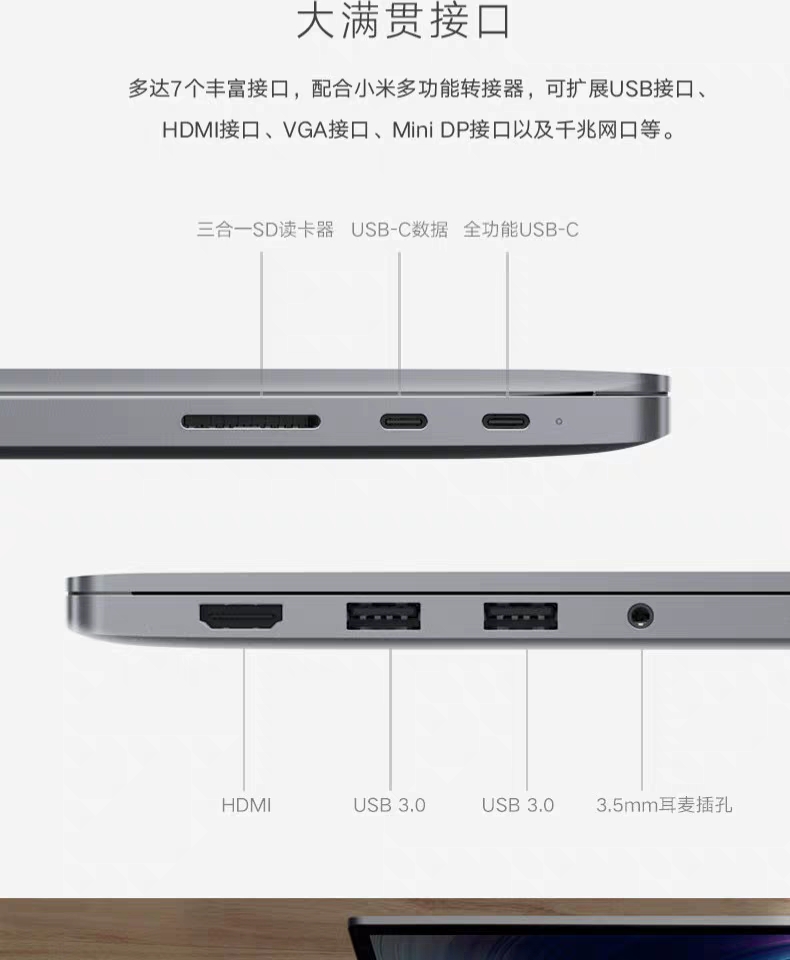 大满贯接口
多达7个丰富接口，配合小米多功能转接器，可扩展USB接口、
HDMI接口、VGA接口、Mini DP接口以及千兆网口等。
三合一SD读卡器 USB-C数据 全功能USB-C
HDMI USB 3.0 USB 3.0 3.5mm耳麦插孔